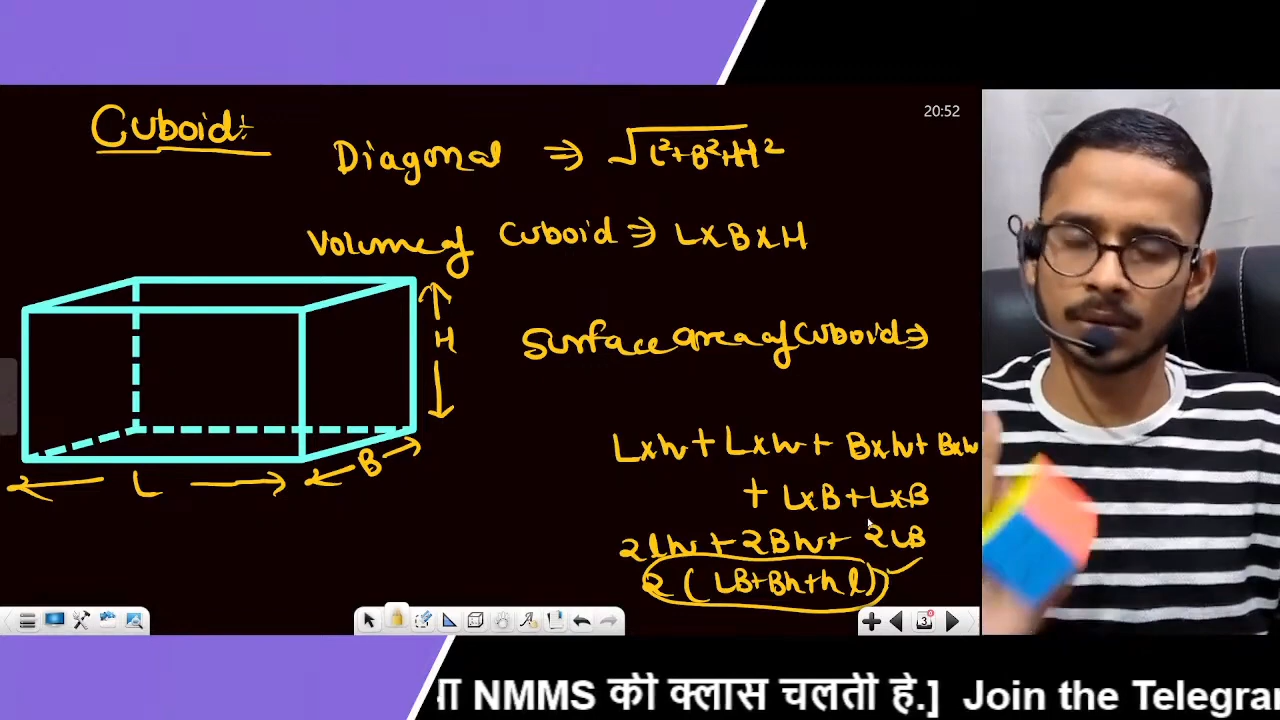 Cuboid:-
20:52
Diagonal ⇒ √L²+B²+H²
Volume of Cuboid ⇒ L×B×H
H
Surface area of Cuboid ⇒
L×h + L×h + B×h + B×h
B
L
+ L×B + L×B
2lh + 2Bh + 2LB
2 (LB+Bh+hl)
3
NMMS की क्लास चलती हे.] Join the Telegra